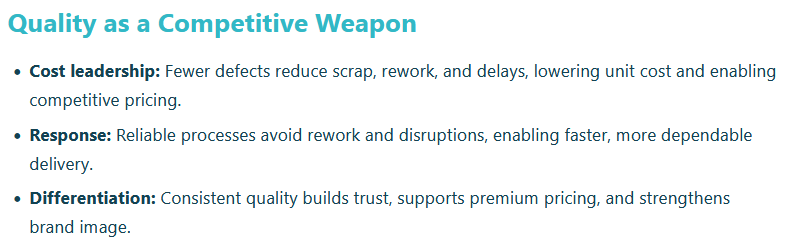 Quality as a Competitive Weapon
• Cost leadership: Fewer defects reduce scrap, rework, and delays, lowering unit cost and enabling
competitive pricing.
• Response: Reliable processes avoid rework and disruptions, enabling faster, more dependable
delivery.
• Differentiation: Consistent quality builds trust, supports premium pricing, and strengthens
brand image.